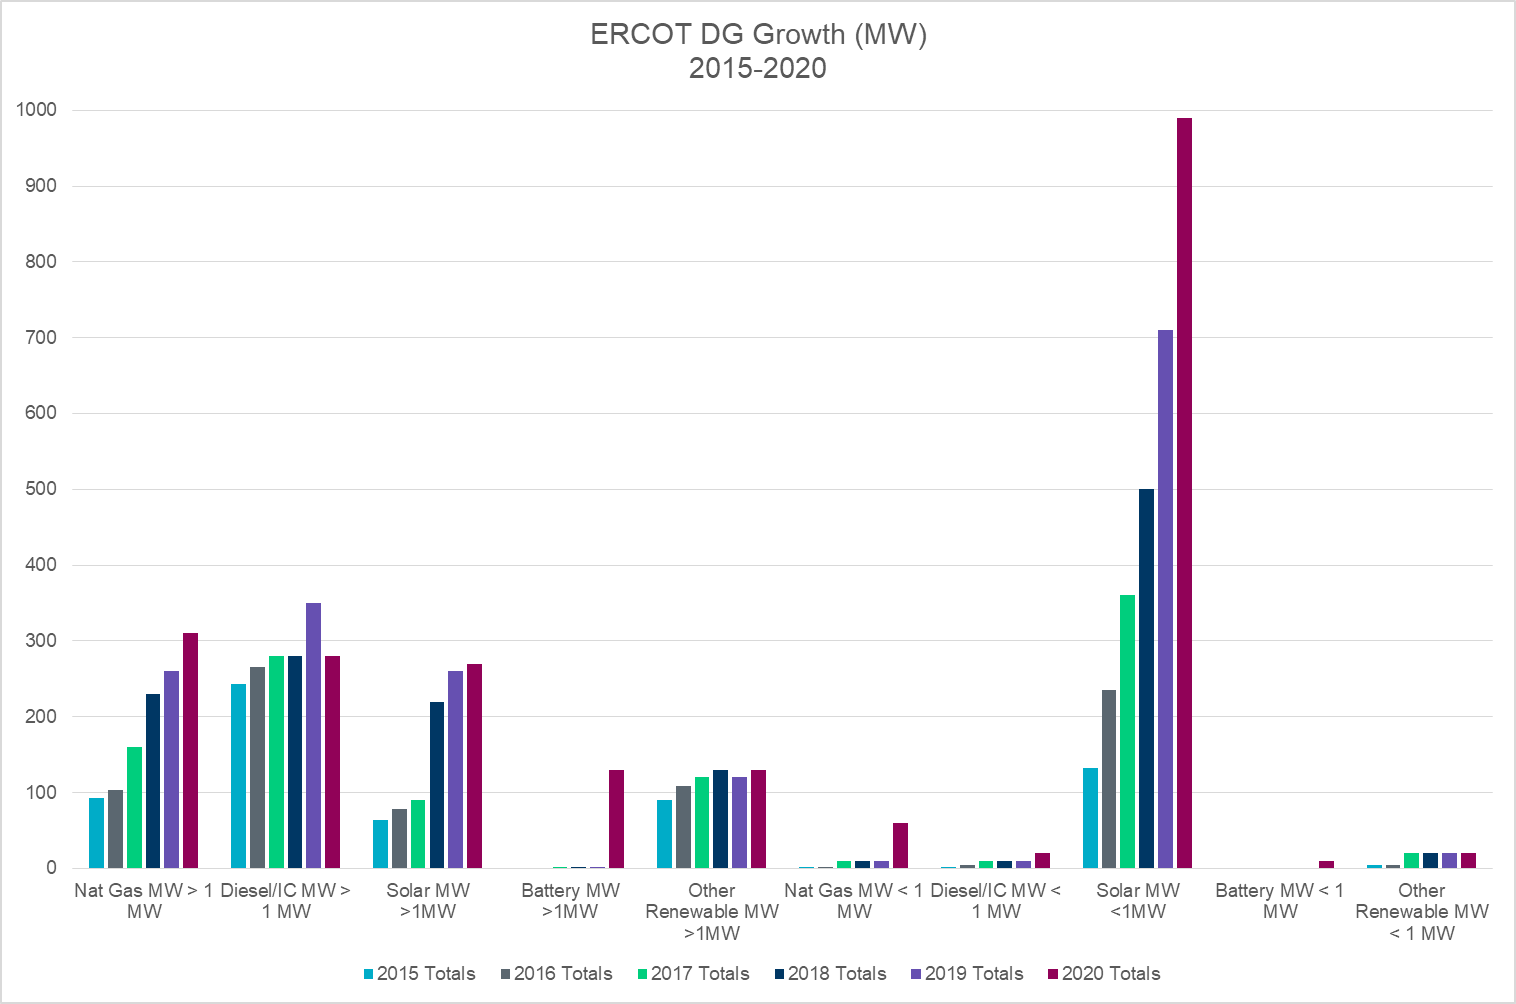 ERCOT DG Growth (MW)
2015-2020
1000
900
800
700
600
500
400
300
200
100
0
Nat Gas MW > 1
MW
Diesel/IC MW >
1 MW
Solar MW
>1MW
Battery MW
>1MW
Other
Renewable MW
>1MW
Nat Gas MW < 1
MW
Diesel/IC MW <
1 MW
Solar MW
<1MW
Battery MW < 1
MW
Other
Renewable MW
< 1 MW
2015 Totals 2016 Totals 2017 Totals 2018 Totals 2019 Totals 2020 Totals